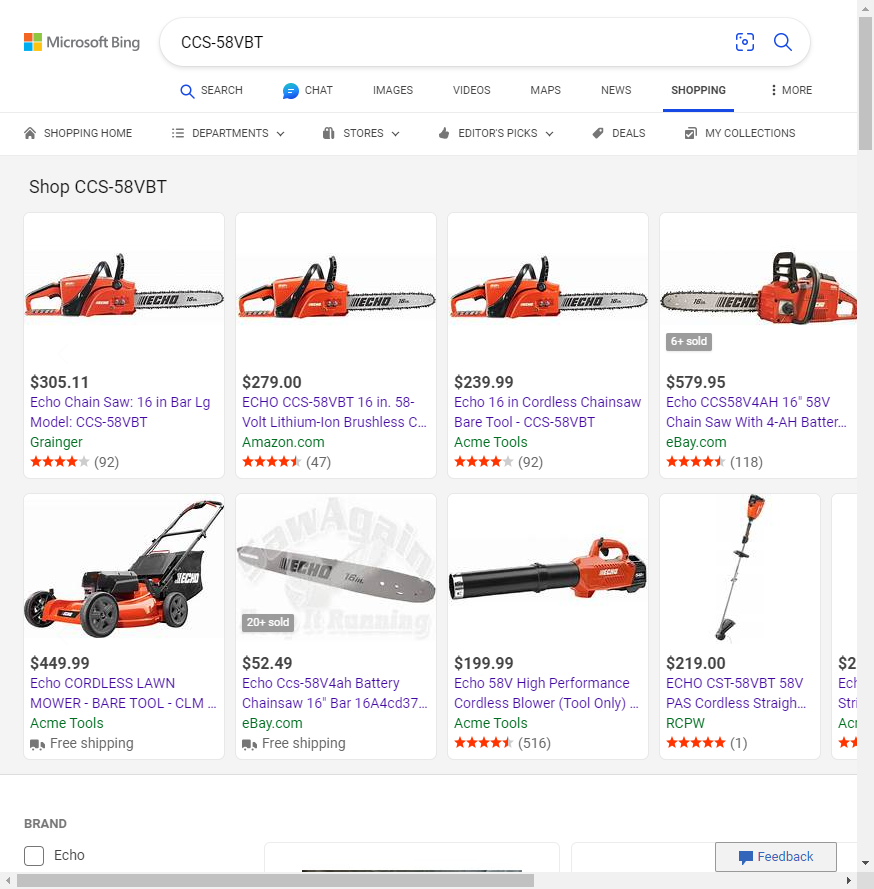 Microsoft Bing
CCS-58VBT
SEARCH CHAT IMAGES VIDEOS MAPS NEWS SHOPPING MORE
SHOPPING HOME DEPARTMENTS STORES EDITOR'S PICKS DEALS MY COLLECTIONS
Shop CCS-58VBT
ECHO 16 in.
$305.11
Echo Chain Saw: 16 in Bar Lg
Model: CCS-58VBT
Grainger
(92)
ECHO 16 in.
$279.00
ECHO CCS-58VBT 16 in. 58-
Volt Lithium-Ion Brushless C...
Amazon.com
(47)
ECHO 16 in.
$239.99
Echo 16 in Cordless Chainsaw
Bare Tool - CCS-58VBT
Acme Tools
(92)
ECHO
6+ sold
$579.95
Echo CCS58V4AH 16" 58V
Chain Saw With 4-AH Batter...
eBay.com
(118)
ECHO
$449.99
Echo CORDLESS LAWN
MOWER - BARE TOOL - CLM ...
Acme Tools
Free shipping
SawAgain
ECHO 16 in.
Keep It Running
20+ sold
$52.49
Echo Ccs-58V4ah Battery
Chainsaw 16" Bar 16A4cd37...
eBay.com
Free shipping
ECHO
$199.99
Echo 58V High Performance
Cordless Blower (Tool Only) ...
Acme Tools
(516)
$219.00
ECHO CST-58VBT 58V
PAS Cordless Straigh...
RCPW
(1)
$2
Ech
Stri
Acr
BRAND
Echo
Feedback